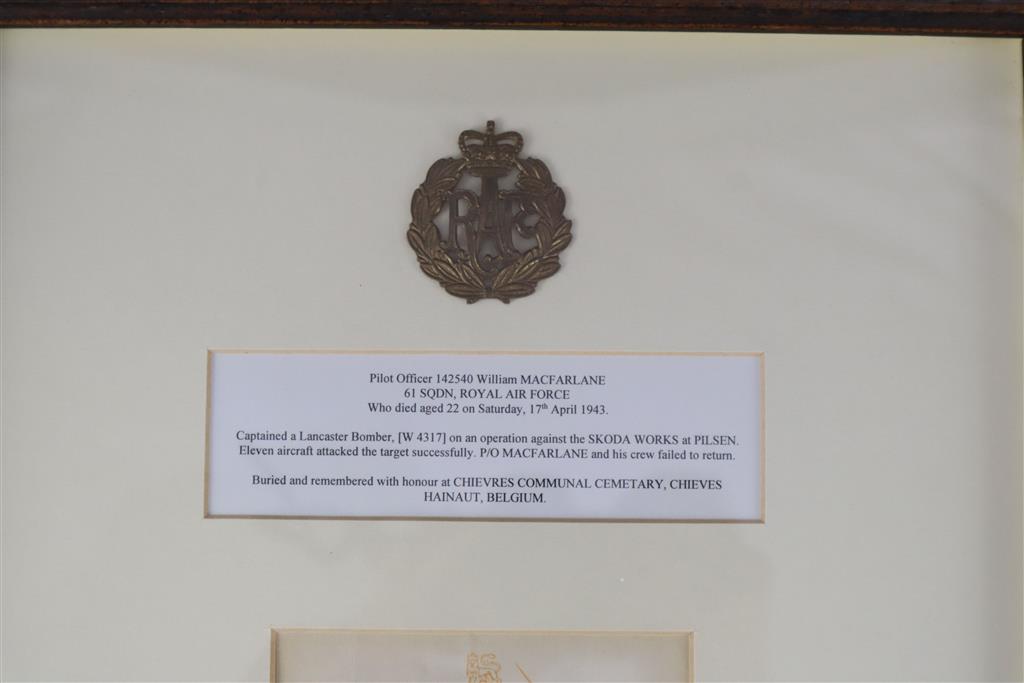 RAF
Pilot Officer 142540 William MACFARLANE
61 SQDN, ROYAL AIR FORCE
Who died aged 22 on Saturday, 17th April 1943.
Captained a Lancaster Bomber, [W 4317] on an operation against the SKODA WORKS at PILSEN.
Eleven aircraft attacked the target successfully. P/O MACFARLANE and his crew failed to return.
Buried and remembered with honour at CHIEVRES COMMUNAL CEMETARY, CHIEVES
HAINAUT, BELGIUM.